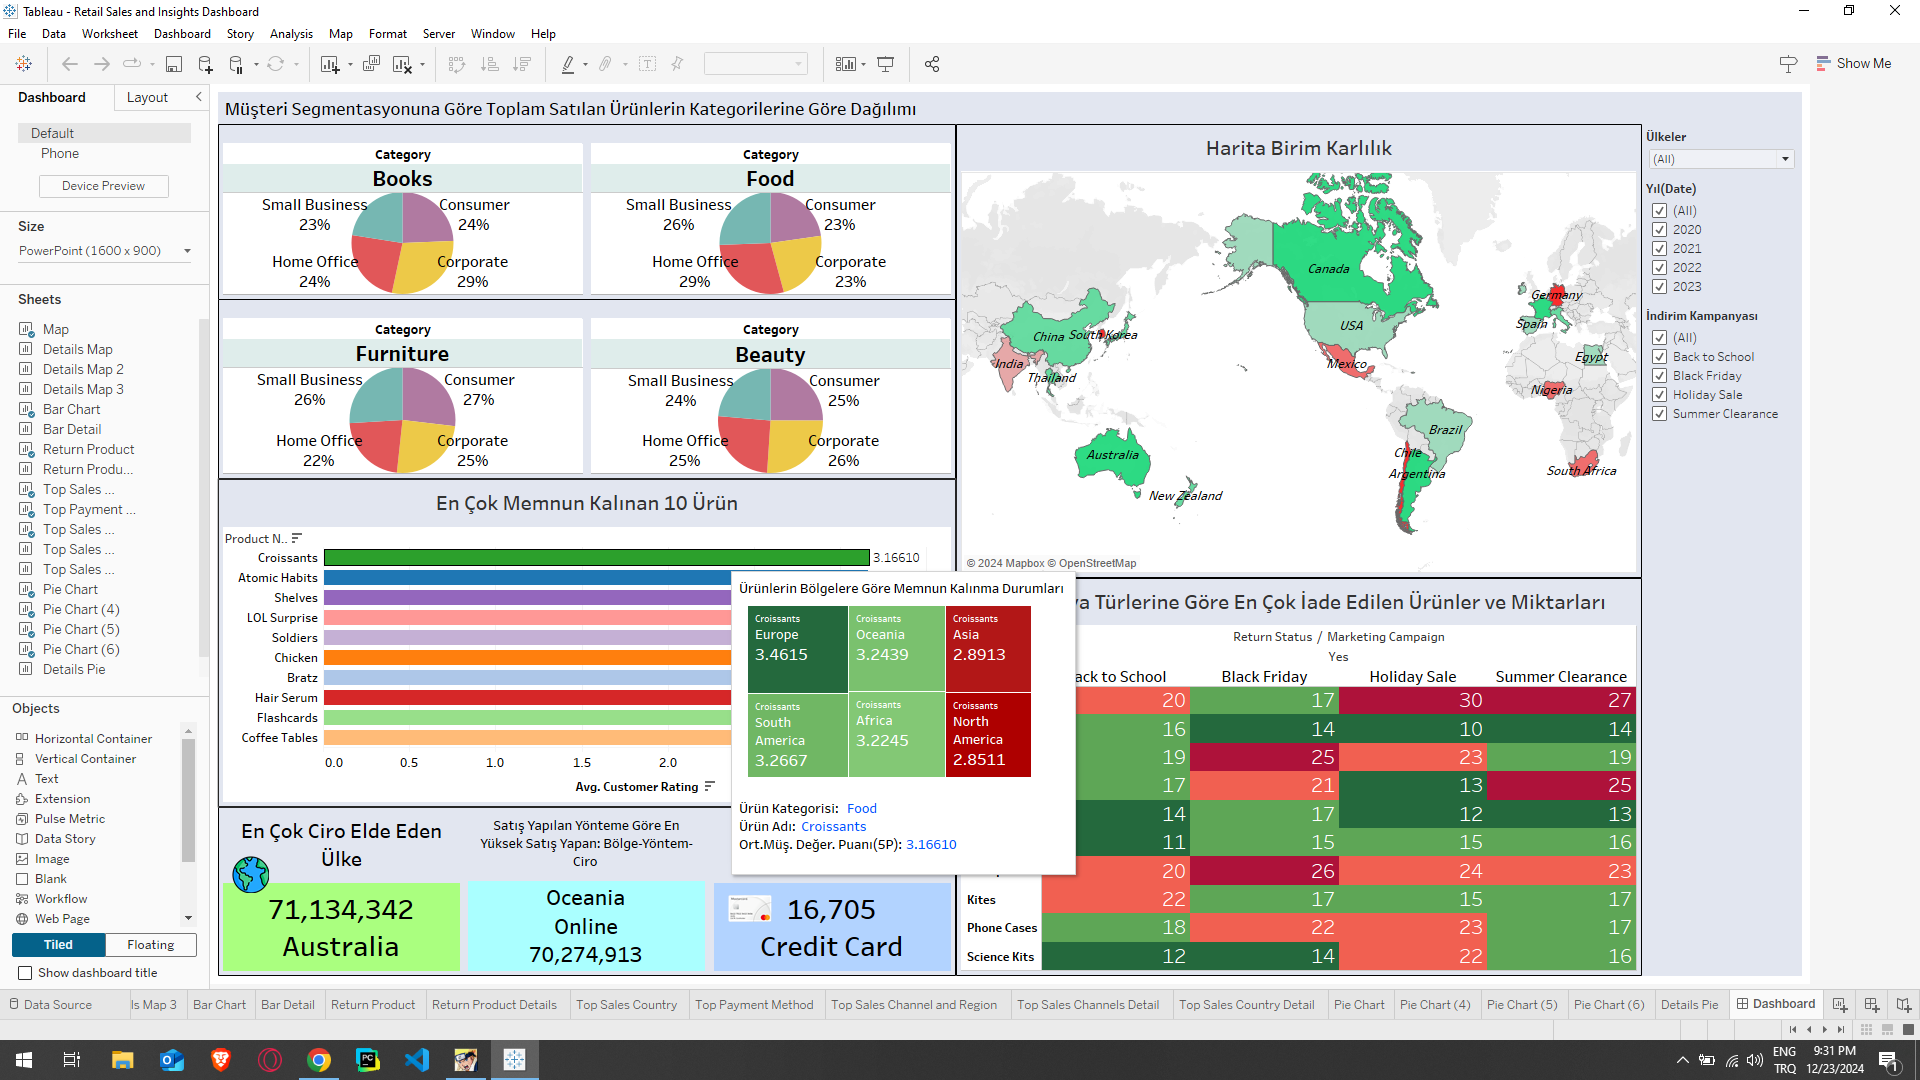 Tableau - Retail Sales and Insights Dashboard
File Data Worksheet Dashboard Story Analysis Map Format Server Window Help
Show Me
Dashboard
Layout
Default
Phone
Device Preview
Size
PowerPoint (1600 x 900)
Sheets
Map
Details Map
Details Map 2
Details Map 3
Bar Chart
Bar Detail
Return Product
Return Produ...
Top Sales ...
Top Payment ...
Top Sales ...
Top Sales ...
Top Sales ...
Pie Chart
Pie Chart (4)
Pie Chart (5)
Pie Chart (6)
Details Pie
Objects
Horizontal Container
Vertical Container
Text
Extension
Pulse Metric
Data Story
Image
Blank
Workflow
Web Page
Tiled
Floating
Show dashboard title
Müşteri Segmentasyonuna Göre Toplam Satılan Ürünlerin Kategorilerine Göre Dağılımı
Category
Books
Small Business
23%
Consumer
24%
Home Office
24%
Corporate
29%
Category
Food
Small Business
26%
Consumer
23%
Home Office
29%
Corporate
23%
Category
Furniture
Small Business
26%
Consumer
27%
Home Office
22%
Corporate
25%
Category
Beauty
Small Business
24%
Consumer
25%
Home Office
25%
Corporate
26%
En Çok Memnun Kalınan 10 Ürün
Product N..
Croissants
3.16610
Atomic Habits
Shelves
LOL Surprise
Soldiers
Chicken
Bratz
Hair Serum
Flashcards
Coffee Tables
0.0 0.5 1.0 1.5 2.0
Avg. Customer Rating
Ürünlerin Bölgelere Göre Memnun Kalınma Durumları
Croissants
Europe
3.4615
Croissants
Oceania
3.2439
Croissants
Asia
2.8913
Croissants
South
America
3.2667
Croissants
Africa
3.2245
Croissants
North
America
2.8511
Ürün Kategorisi: Food
Ürün Adı: Croissants
Ort.Müş. Değer. Puanı(5P): 3.16610
En Çok Ciro Elde Eden
Ülke
71,134,342
Australia
Satış Yapılan Yönteme Göre En
Yüksek Satış Yapan: Bölge-Yöntem-
Ciro
Oceania
Online
70,274,913
16,705
Credit Card
Harita Birim Karlılık
Canada
USA
Mexico
Brazil
Chile
Argentina
China
South Korea
India
Thailand
Australia
New Zealand
Germany
Spain
Egypt
Nigeria
South Africa
© 2024 Mapbox © OpenStreetMap
a Türlerine Göre En Çok İade Edilen Ürünler ve Miktarları
Return Status / Marketing Campaign
Yes
ack to School Black Friday Holiday Sale Summer Clearance
20 17 30 27
16 14 10 14
19 25 23 19
17 21 13 25
14 17 12 13
11 15 15 16
20 26 24 23
Kites 22 17 15 17
Phone Cases 18 22 23 17
Science Kits 12 14 22 16
Ülkeler
(All)
Yıl(Date)
(All)
2020
2021
2022
2023
İndirim Kampanyası
(All)
Back to School
Black Friday
Holiday Sale
Summer Clearance
Data Source
ls Map 3
Bar Chart
Bar Detail
Return Product
Return Product Details
Top Sales Country
Top Payment Method
Top Sales Channel and Region
Top Sales Channels Detail
Top Sales Country Detail
Pie Chart
Pie Chart (4)
Pie Chart (5)
Pie Chart (6)
Details Pie
Dashboard
ENG
TRQ
9:31 PM
12/23/2024
1